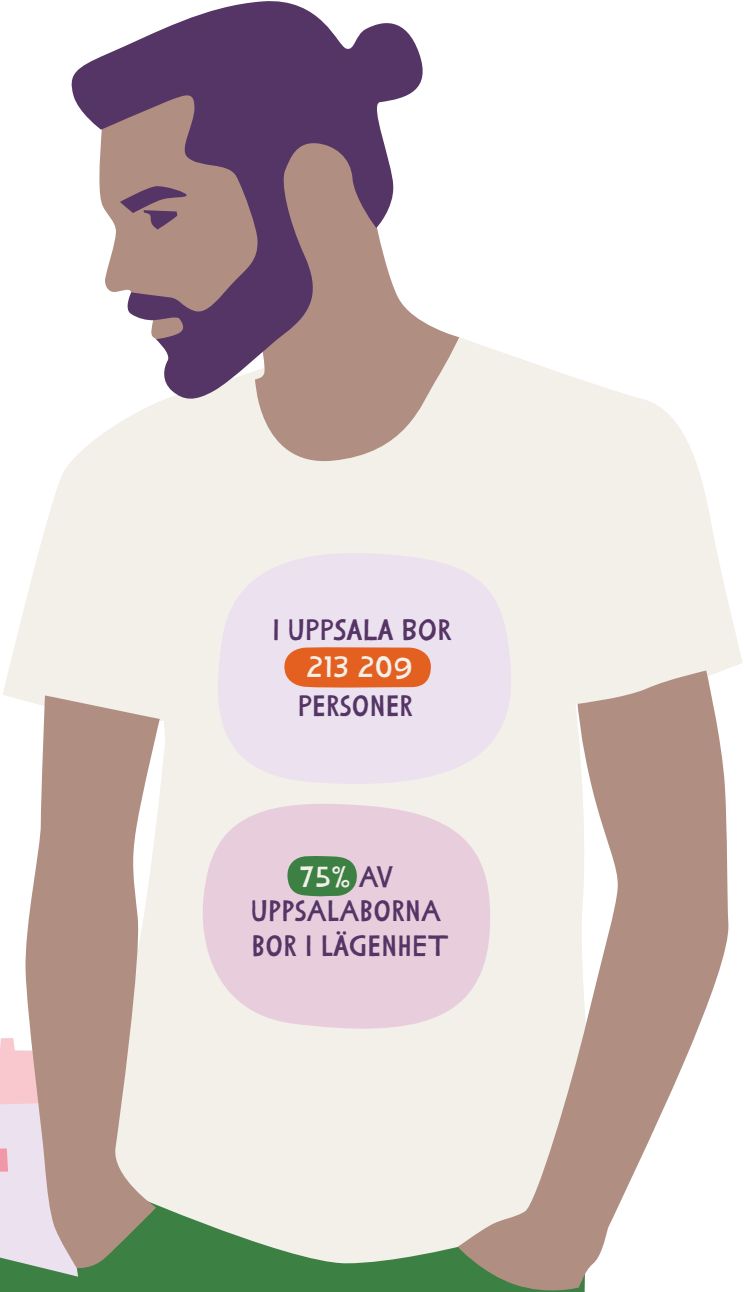 I UPPSALA BOR
213 209
PERSONER
75% AV
UPPSALABORNA
BOR I LÄGENHET